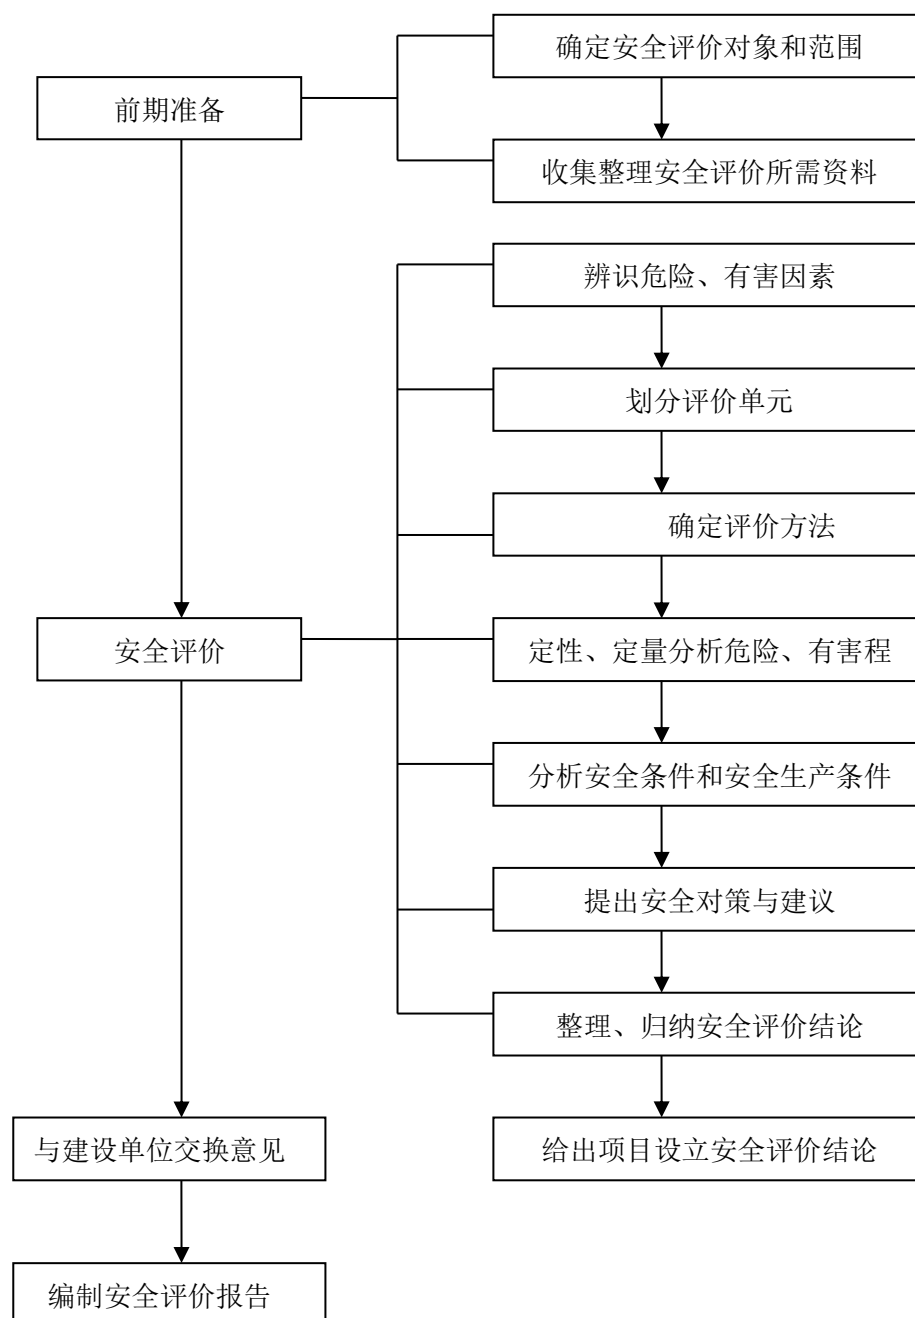 确定安全评价对象和范围
前期准备
收集整理安全评价所需资料
辨识危险、有害因素
划分评价单元
确定评价方法
安全评价
定性、定量分析危险、有害程
分析安全条件和安全生产条件
提出安全对策与建议
整理、归纳安全评价结论
与建设单位交换意见
给出项目设立安全评价结论
编制安全评价报告